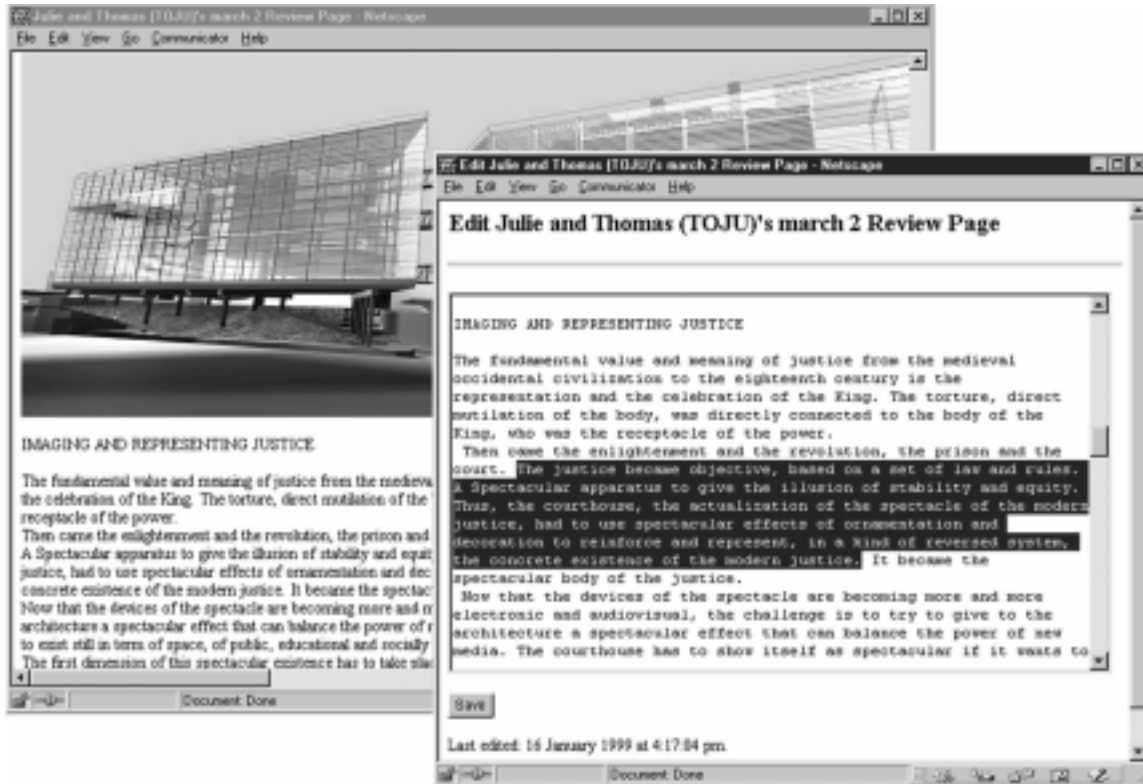 Julie and Thomas (TOJU)'s march 2 Review Page - Netscape
File Edit View Go Communicator Help
IMAGING AND REPRESENTING JUSTICE
The fundamental value and meaning of justice from the medieva
the celebration of the King. The torture, direct mutilation of the
receptacle of the power.
Then came the enlightenment and the revolution, the prison and
A Spectacular apparatus to give the illusion of stability and equit
justice, had to use spectacular effects of ornamentation and dec
concrete existence of the modern justice. It became the spectac
Now that the devices of the spectacle are becoming more and m
architecture a spectacular effect that can balance the power of
to exist still in term of space, of public, educational and socially
The first dimension of this spectacular existence has to take plac
Document: Done
Edit Julie and Thomas (TOJU)'s march 2 Review Page - Netscape
File Edit View Go Communicator Help
Edit Julie and Thomas (TOJU)'s march 2 Review Page
IMAGING AND REPRESENTING JUSTICE
The fundamental value and meaning of justice from the medieval
occidental civilization to the eighteenth century is the
representation and the celebration of the King. The torture, direct
mutilation of the body, was directly connected to the body of the
King, who was the receptacle of the power.
Then came the enlightenment and the revolution, the prison and the
court. The justice became objective, based on a set of law and rules.
A Spectacular apparatus to give the illusion of stability and equity.
Thus, the courthouse, the actualization of the spectacle of the modern
justice, had to use spectacular effects of ornamentation and
decoration to reinforce and represent, in a kind of reversed system,
the concrete existence of the modern justice. It became the
spectacular body of the justice.
Now that the devices of the spectacle are becoming more and more
electronic and audiovisual, the challenge is to try to give to the
architecture a spectacular effect that can balance the power of new
media. The courthouse has to show itself as spectacular if it wants to
Save
Last edited: 16 January 1999 at 4:17:04 pm.
Document: Done